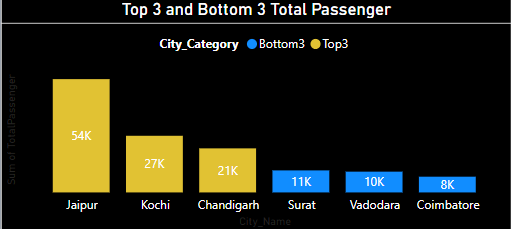 Top 3 and Bottom 3 Total Passenger
City_Category Bottom3 Top3
Sum of TotalPassenger
54K
27K
21K
11K
10K
8K
Jaipur
Kochi
Chandigarh
Surat
Vadodara
Coimbatore
City_Name